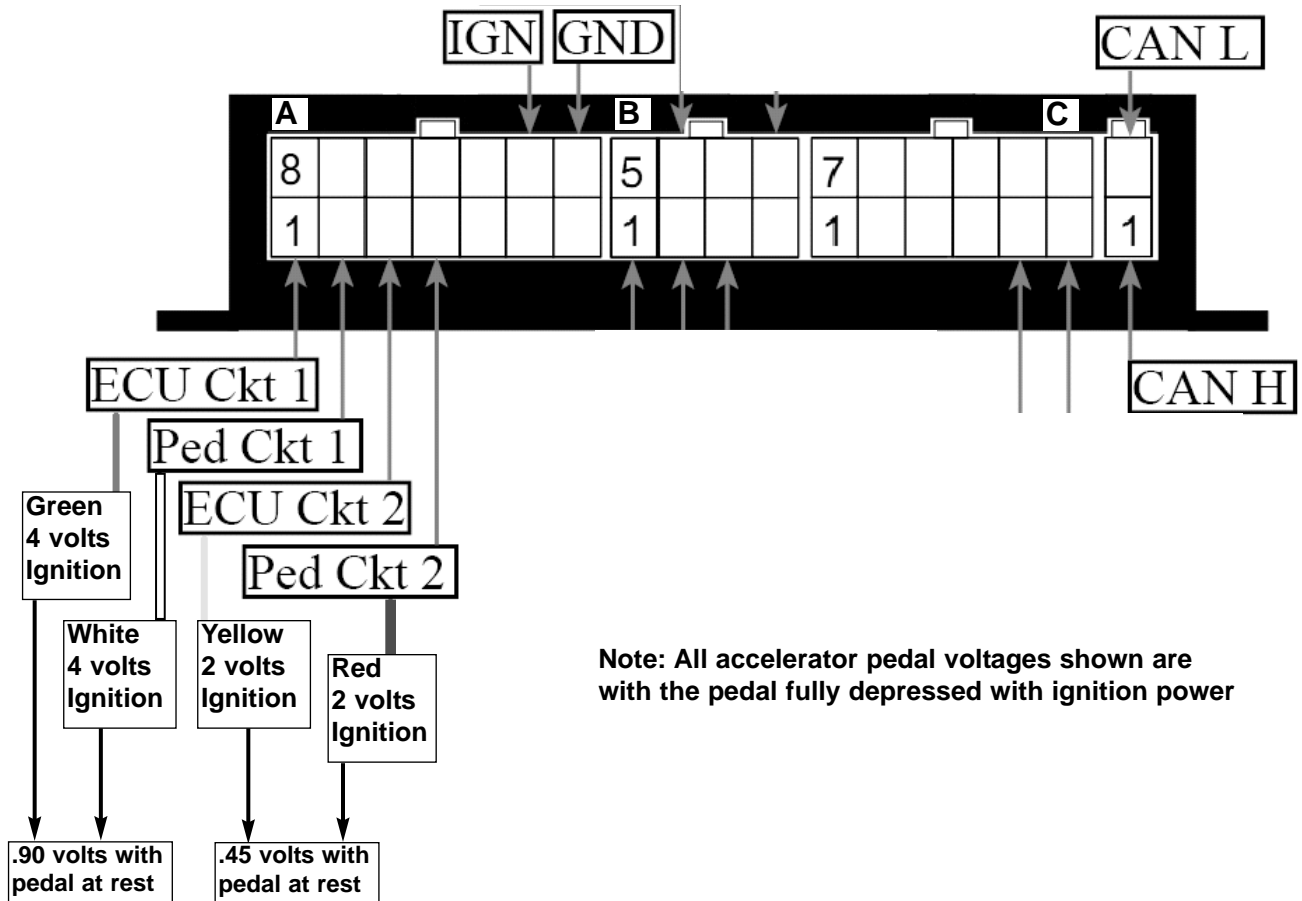 IGN GND CAN L
A B C
8 5 7
1 1 1 1
ECU Ckt 1
CAN H
Ped Ckt 1
ECU Ckt 2
Ped Ckt 2
Green
4 volts
Ignition
White
4 volts
Ignition
Yellow
2 volts
Ignition
Red
2 volts
Ignition
Note: All accelerator pedal voltages shown are
with the pedal fully depressed with ignition power
.90 volts with
pedal at rest
.45 volts with
pedal at rest